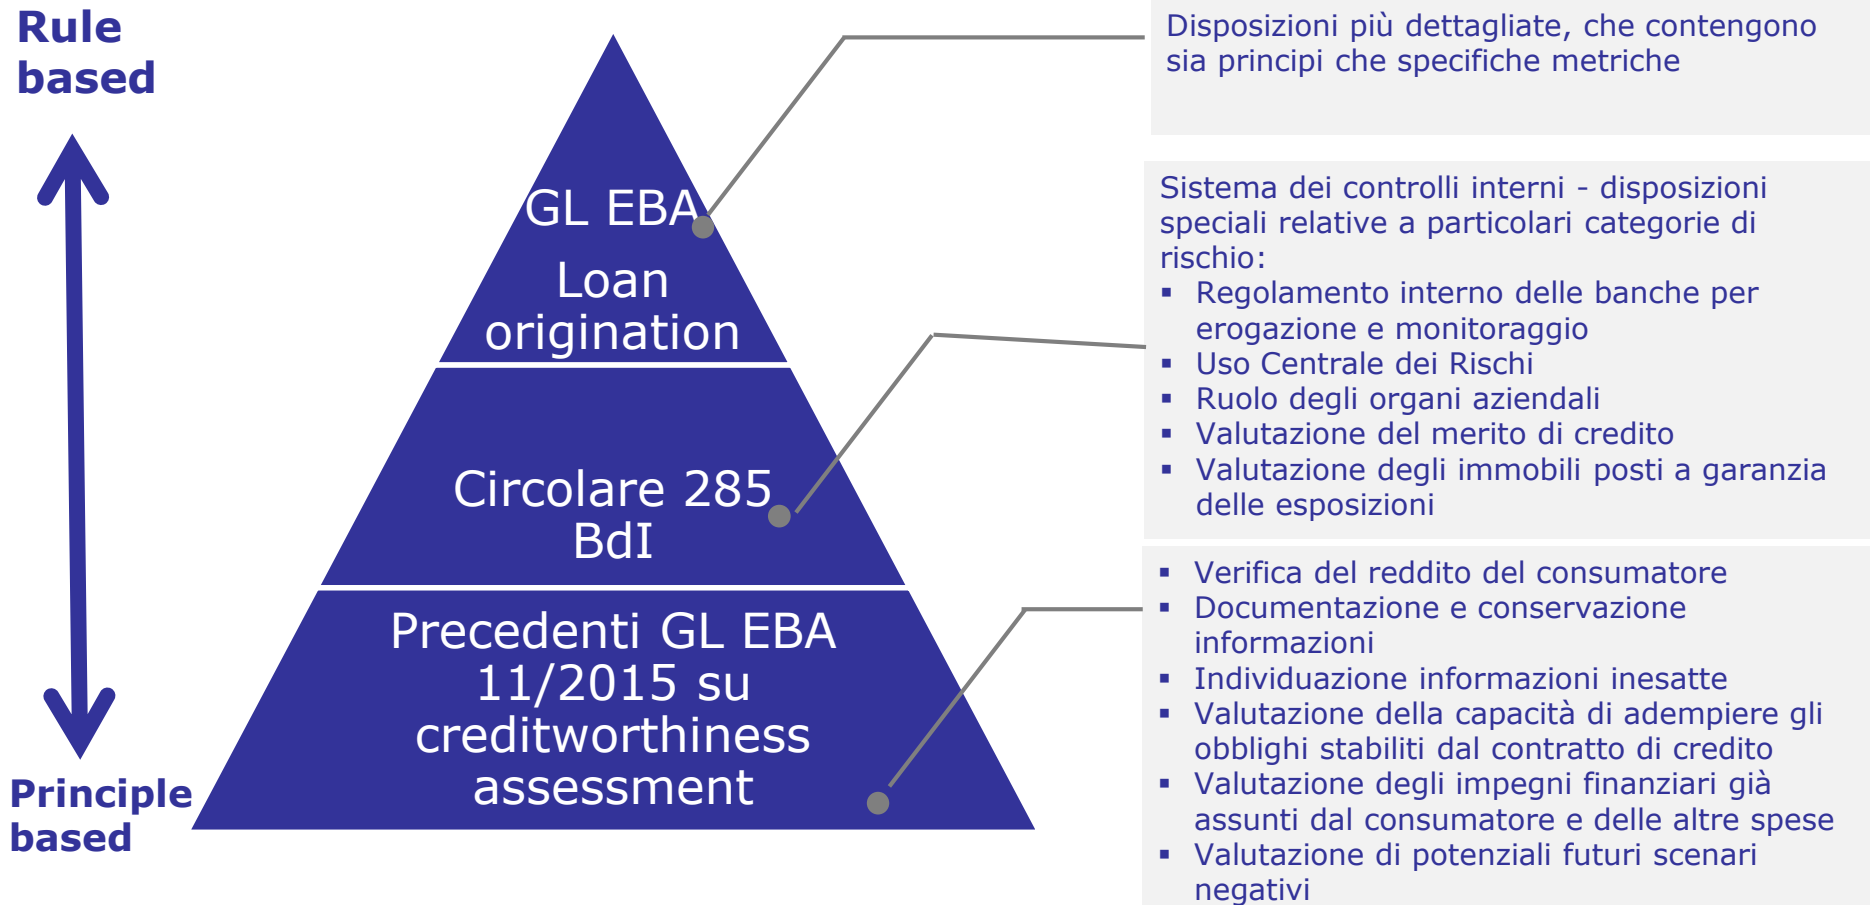 Rule
based
GL EBA
Loan
origination
Circolare 285
BdI
Precedenti GL EBA
11/2015 su
creditworthiness
assessment
Principle
based
Disposizioni più dettagliate, che contengono
sia principi che specifiche metriche
Sistema dei controlli interni - disposizioni
speciali relative a particolari categorie di
rischio:
▪ Regolamento interno delle banche per
erogazione e monitoraggio
▪ Uso Centrale dei Rischi
▪ Ruolo degli organi aziendali
▪ Valutazione del merito di credito
▪ Valutazione degli immobili posti a garanzia
delle esposizioni
▪ Verifica del reddito del consumatore
▪ Documentazione e conservazione
informazioni
▪ Individuazione informazioni inesatte
▪ Valutazione della capacità di adempiere gli
obblighi stabiliti dal contratto di credito
▪ Valutazione degli impegni finanziari già
assunti dal consumatore e delle altre spese
▪ Valutazione di potenziali futuri scenari
negativi